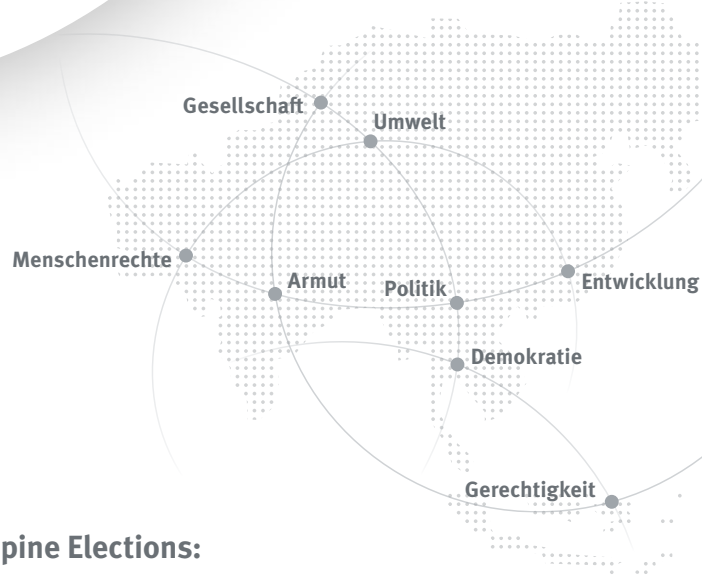 Gesellschaft
Umwelt
Menschenrechte
Armut
Politik
Entwicklung
Demokratie
Gerechtigkeit
pine Elections: